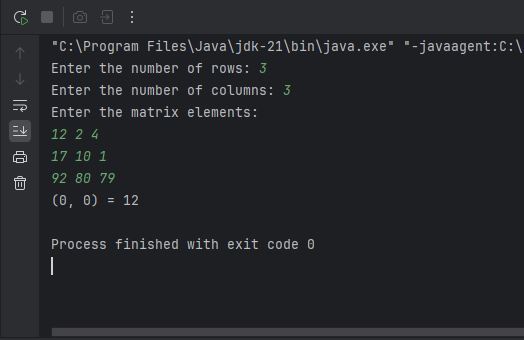 "C:\Program Files\Java\jdk-21\bin\java.exe" "-javaagent:C:\
Enter the number of rows: 3
Enter the number of columns: 3
Enter the matrix elements:
12 2 4
17 10 1
92 80 79
(0, 0) = 12
Process finished with exit code 0